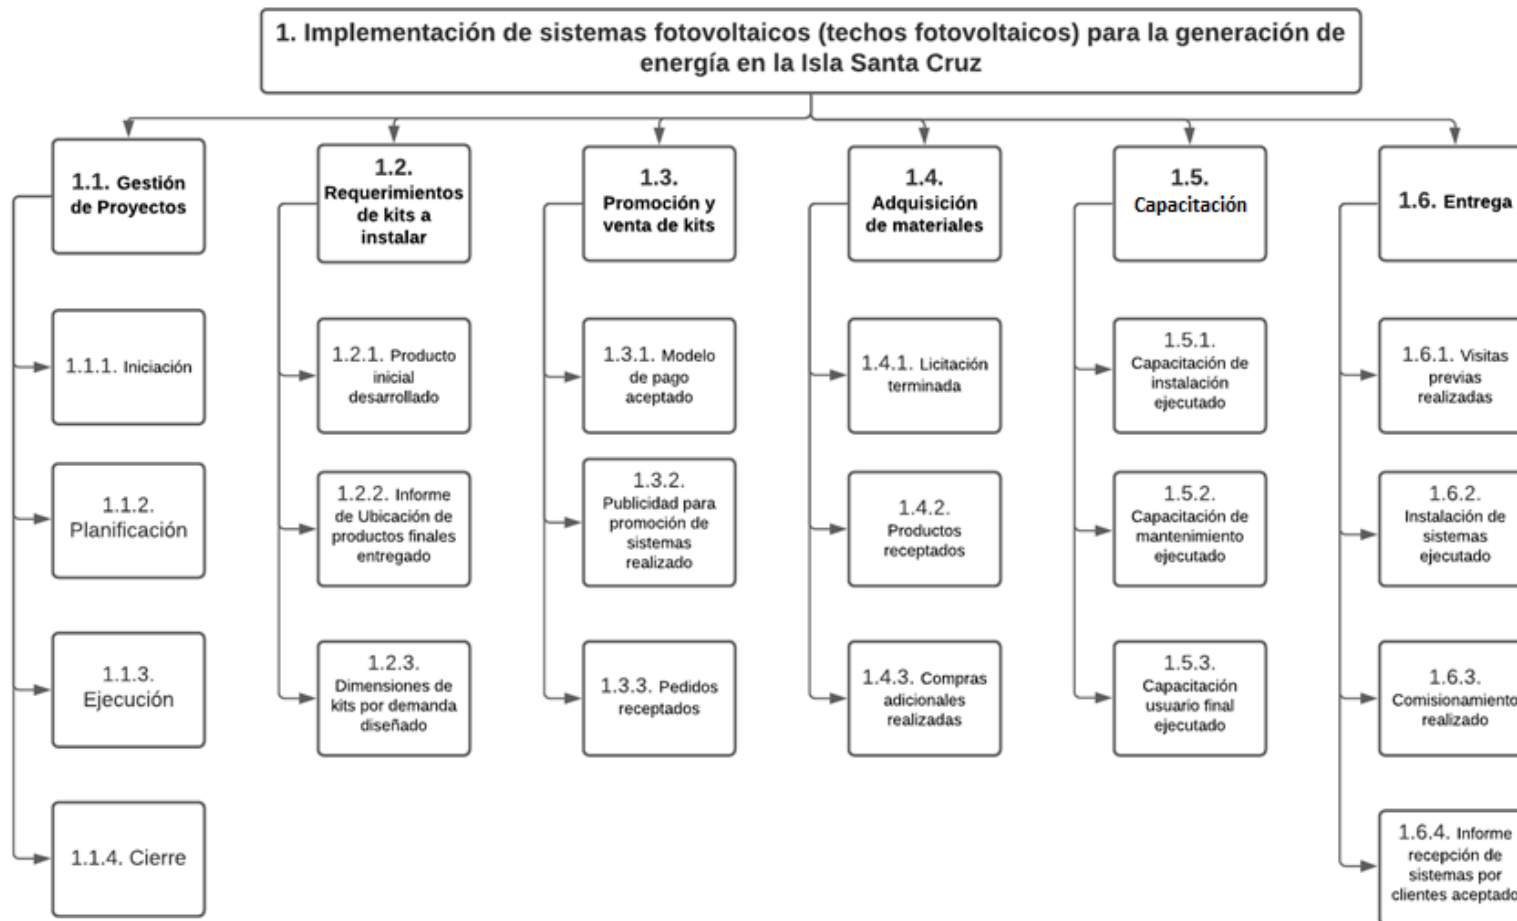 1. Implementación de sistemas fotovoltaicos (techos fotovoltaicos) para la generación de
energía en la Isla Santa Cruz
1.1. Gestión
de Proyectos
1.2.
Requerimientos
de kits a
instalar
1.3.
Promoción y
venta de kits
1.4.
Adquisición
de materiales
1.5.
Capacitación
1.6. Entrega
1.1.1. Iniciación
1.2.1. Producto
inicial
desarrollado
1.3.1. Modelo
de pago
aceptado
1.4.1. Licitación
terminada
1.5.1.
Capacitación de
instalación
ejecutado
1.6.1. Visitas
previas
realizadas
1.1.2.
Planificación
1.2.2. Informe
de Ubicación de
productos finales
entregado
1.3.2.
Publicidad para
promoción de
sistemas
realizado
1.4.2.
Productos
receptados
1.5.2.
Capacitación de
mantenimiento
ejecutado
1.6.2.
Instalación de
sistemas
ejecutado
1.1.3.
Ejecución
1.2.3.
Dimensiones de
kits por demanda
diseñado
1.3.3. Pedidos
receptados
1.4.3. Compras
adicionales
realizadas
1.5.3.
Capacitación
usuario final
ejecutado
1.6.3.
Comisionamiento
realizado
1.1.4. Cierre
1.6.4. Informe
recepción de
sistemas por
clientes aceptado